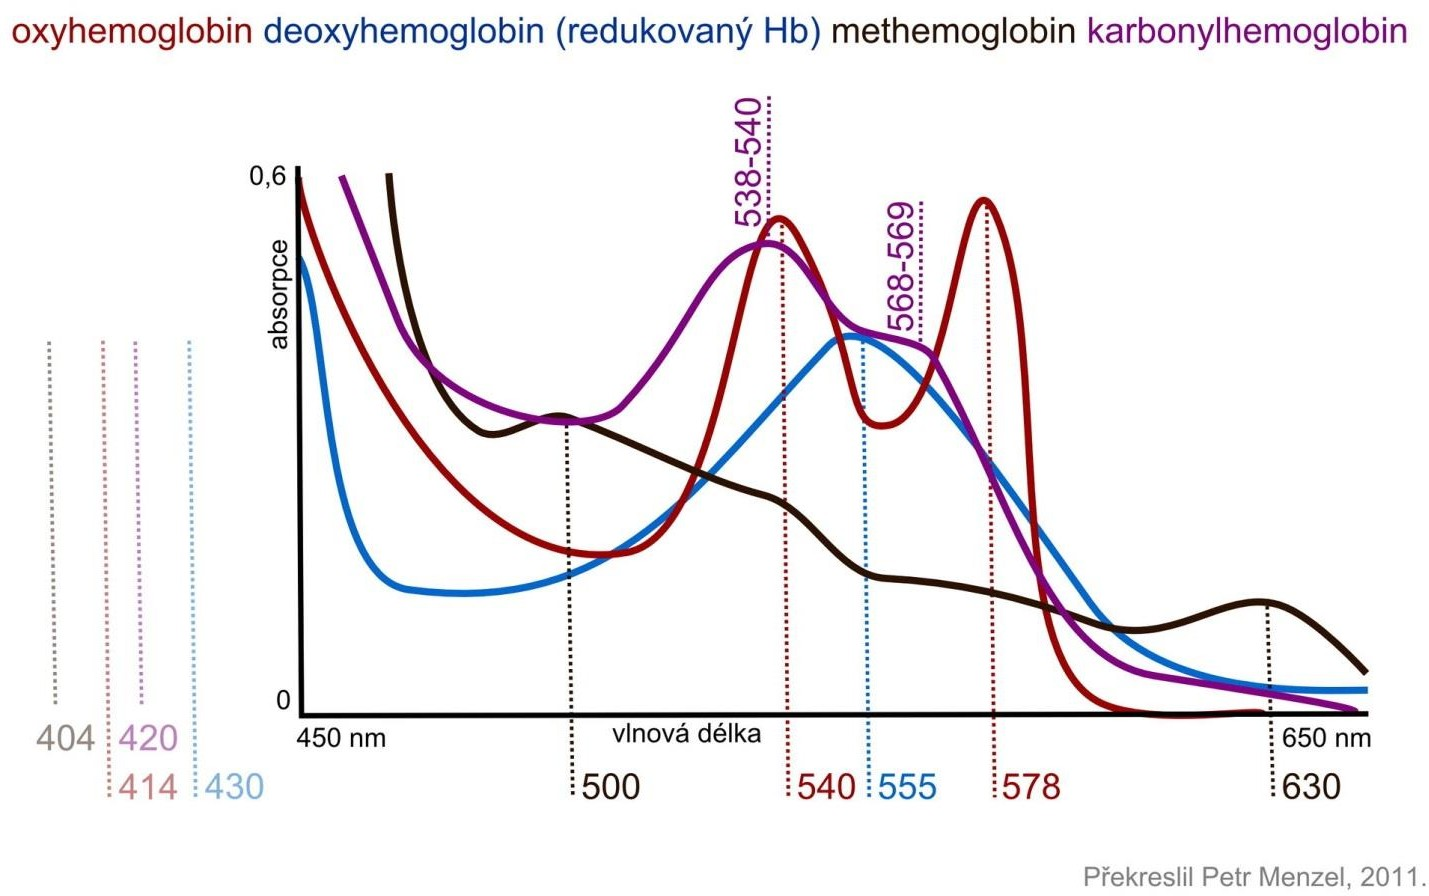 oxyhemoglobin deoxyhemoglobin (redukovaný Hb) methemoglobin karbonylhemoglobin
538-540
568-569
0,6
absorpce
0
450 nm
vlnová délka
650 nm
404
420
414
430
500
540
555
578
630
Překreslil Petr Menzel, 2011.